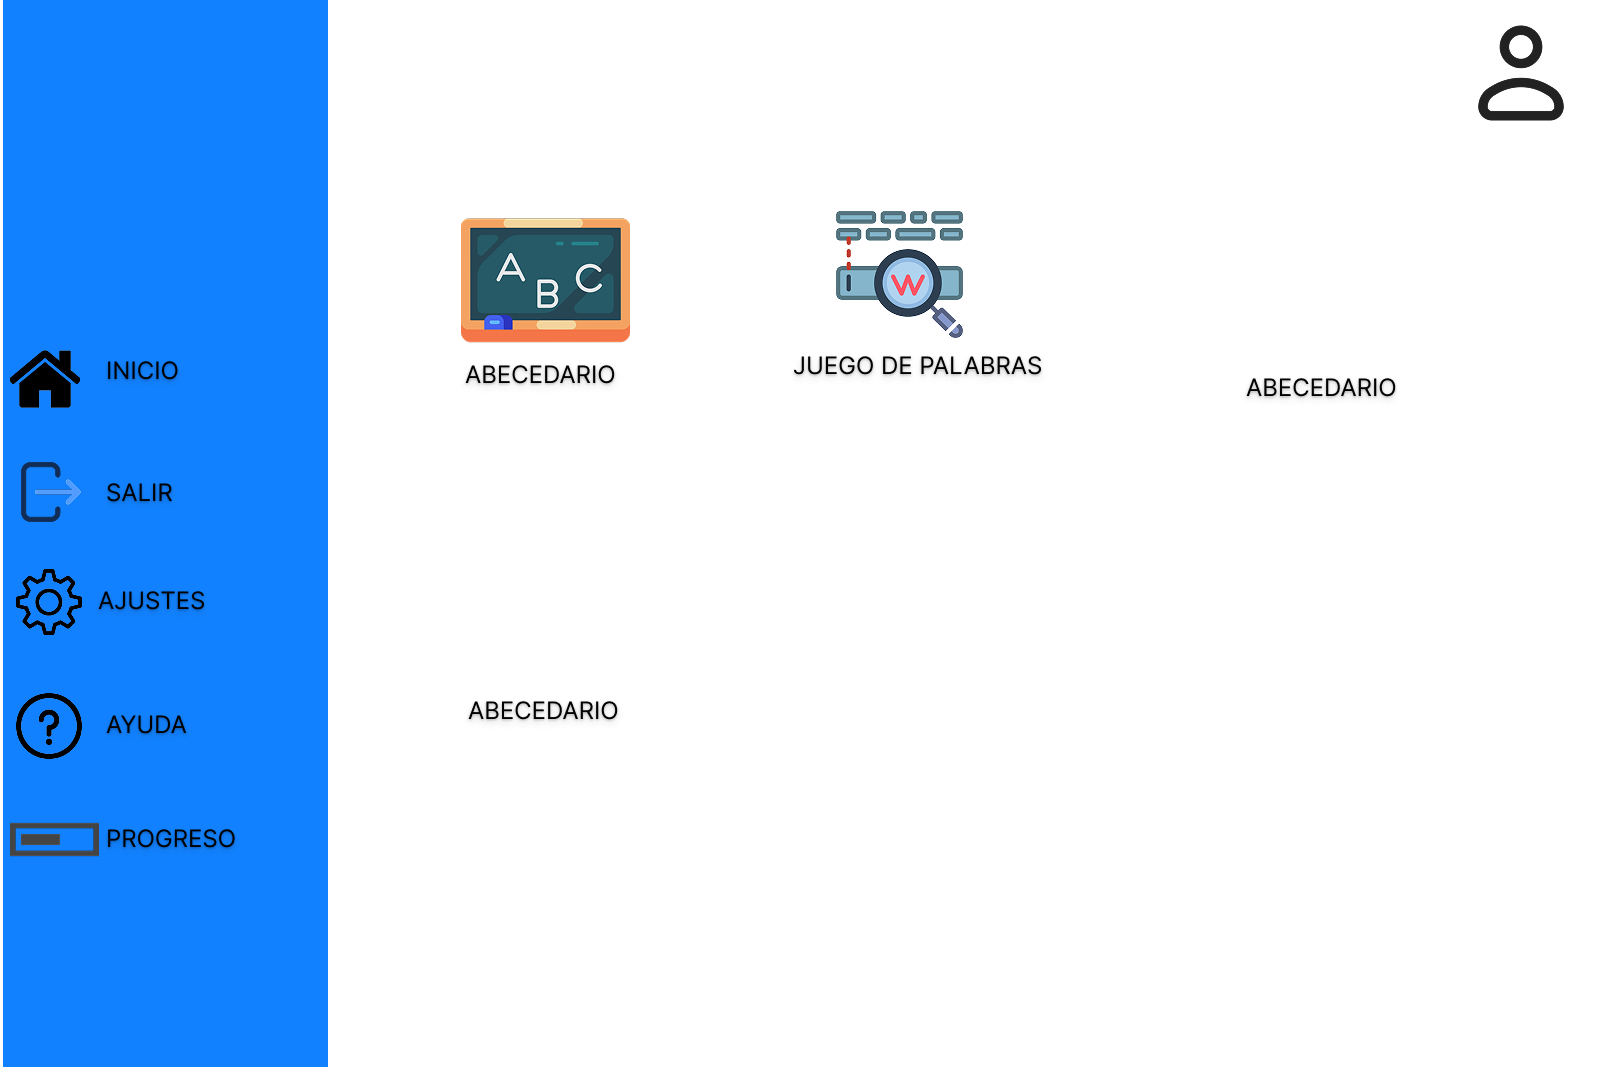 INICIO
SALIR
AJUSTES
AYUDA
PROGRESO
A B C
ABECEDARIO
W
JUEGO DE PALABRAS
ABECEDARIO
ABECEDARIO